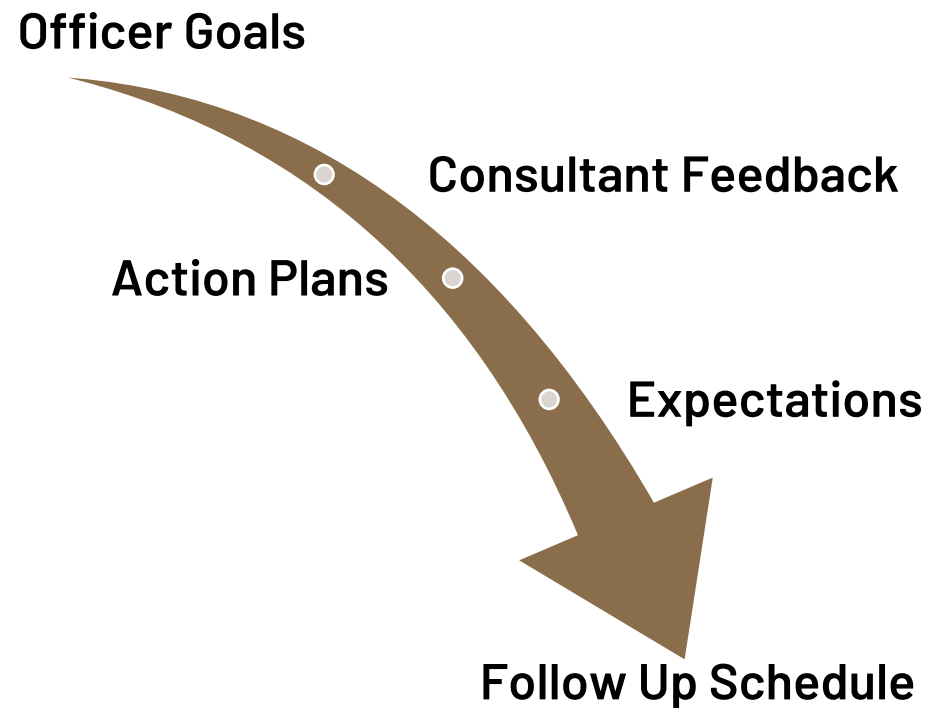 Officer Goals
Consultant Feedback
Action Plans
Expectations
Follow Up Schedule